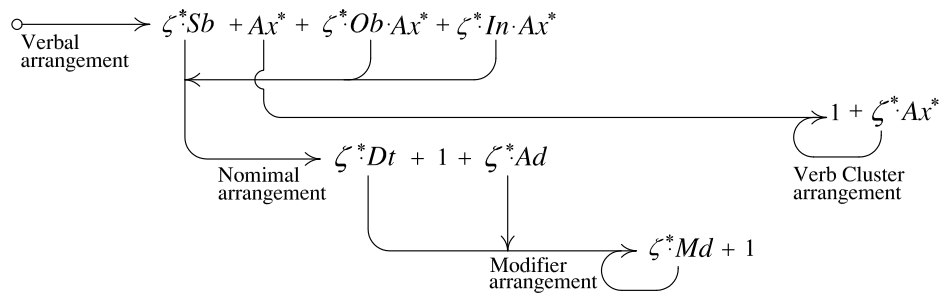 ζ*·Sb + Ax* + ζ*·Ob·Ax* + ζ*·In·Ax*
Verbal
arrangement
1 + ζ*·Ax*
Verb Cluster
arrangement
ζ*·Dt + 1 + ζ*·Ad
Nomimal
arrangement
ζ*·Md + 1
Modifier
arrangement